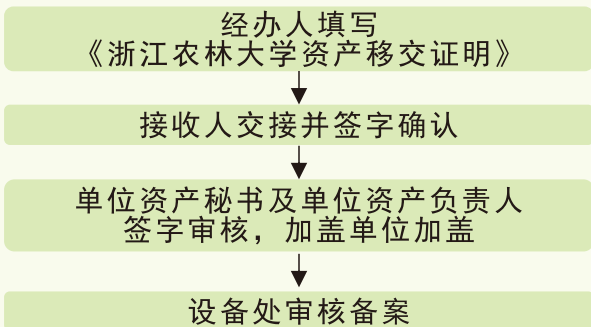 经办人填写
《浙江农林大学资产移交证明》
接收人交接并签字确认
单位资产秘书及单位资产负责人
签字审核，加盖单位加盖
设备处审核备案